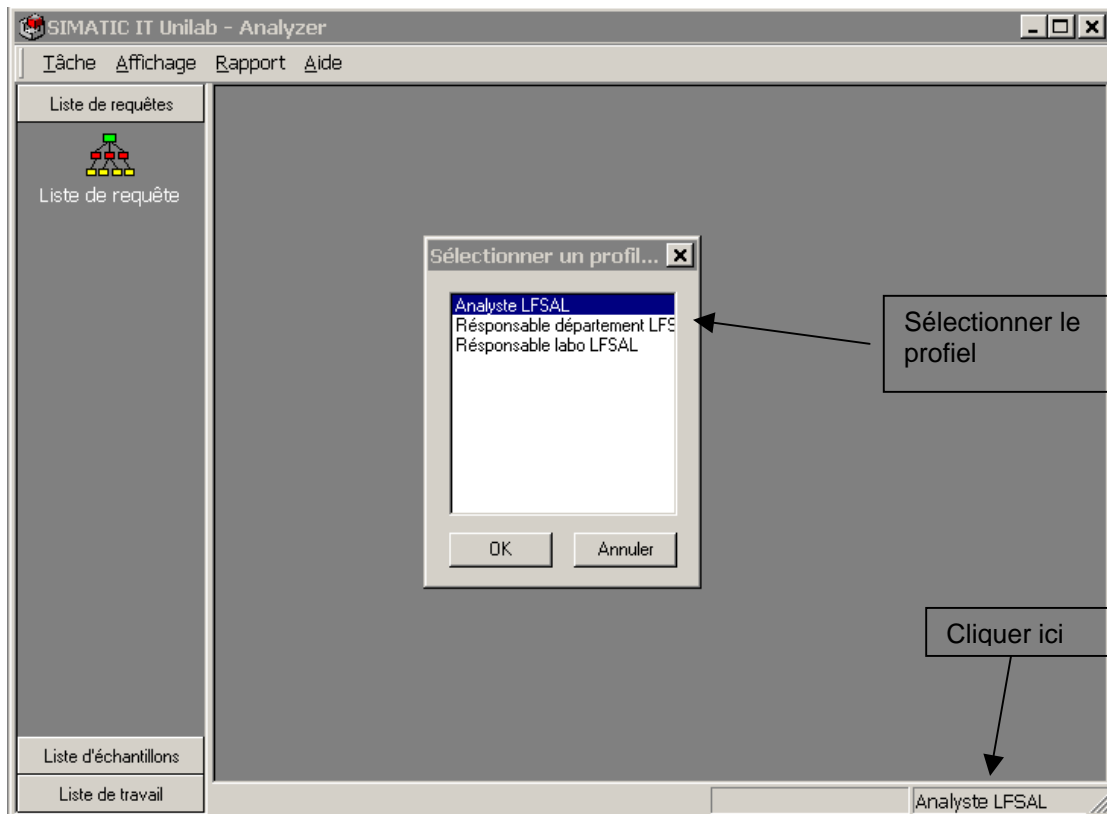 SIMATIC IT Unilab - Analyzer
Tâche Affichage Rapport Aide
Liste de requêtes
Liste de requête
Sélectionner un profil...
Analyste LFSAL
Résponsable département LFS
Résponsable labo LFSAL
OK Annuler
Sélectionner le
profiel
Cliquer ici
Liste d'échantillons
Liste de travail
Analyste LFSAL